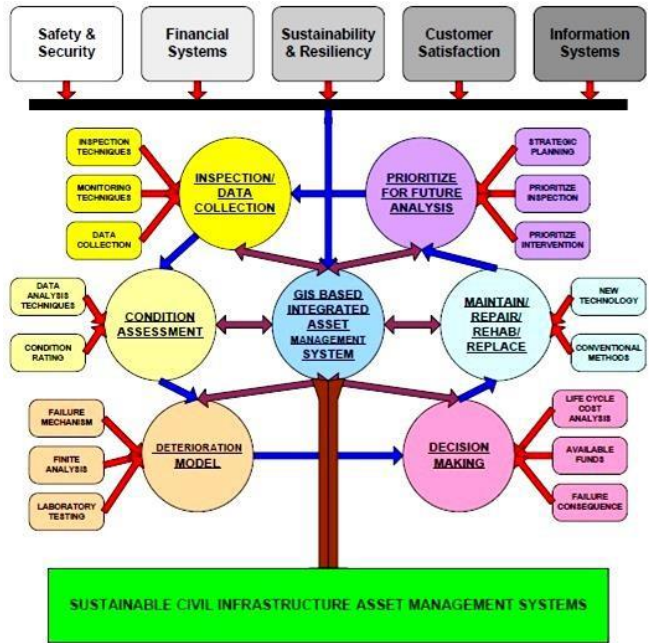 Safety &
Security
Financial
Systems
Sustainability
& Resiliency
Customer
Satisfaction
Information
Systems
INSPECTION
TECHNIQUES
MONITORING
TECHNIQUES
DATA
COLLECTION
INSPECTION/
DATA
COLLECTION
PRIORITIZE
FOR FUTURE
ANALYSIS
STRATEGIC
PLANNING
PRIORITIZE
INSPECTION
PRIORITIZE
INTERVENTION
DATA
ANALYSIS
TECHNIQUES
CONDITION
RATING
CONDITION
ASSESSMENT
GIS BASED
INTEGRATED
ASSET
MANAGEMENT
SYSTEM
MAINTAIN/
REPAIR/
REHAB/
REPLACE
NEW
TECHNOLOGY
CONVENTIONAL
METHODS
FAILURE
MECHANISM
FINITE
ANALYSIS
LABORATORY
TESTING
DETERIORATION
MODEL
DECISION
MAKING
LIFE CYCLE
COST
ANALYSIS
AVAILABLE
FUNDS
FAILURE
CONSEQUENCE
SUSTAINABLE CIVIL INFRASTRUCTURE ASSET MANAGEMENT SYSTEMS